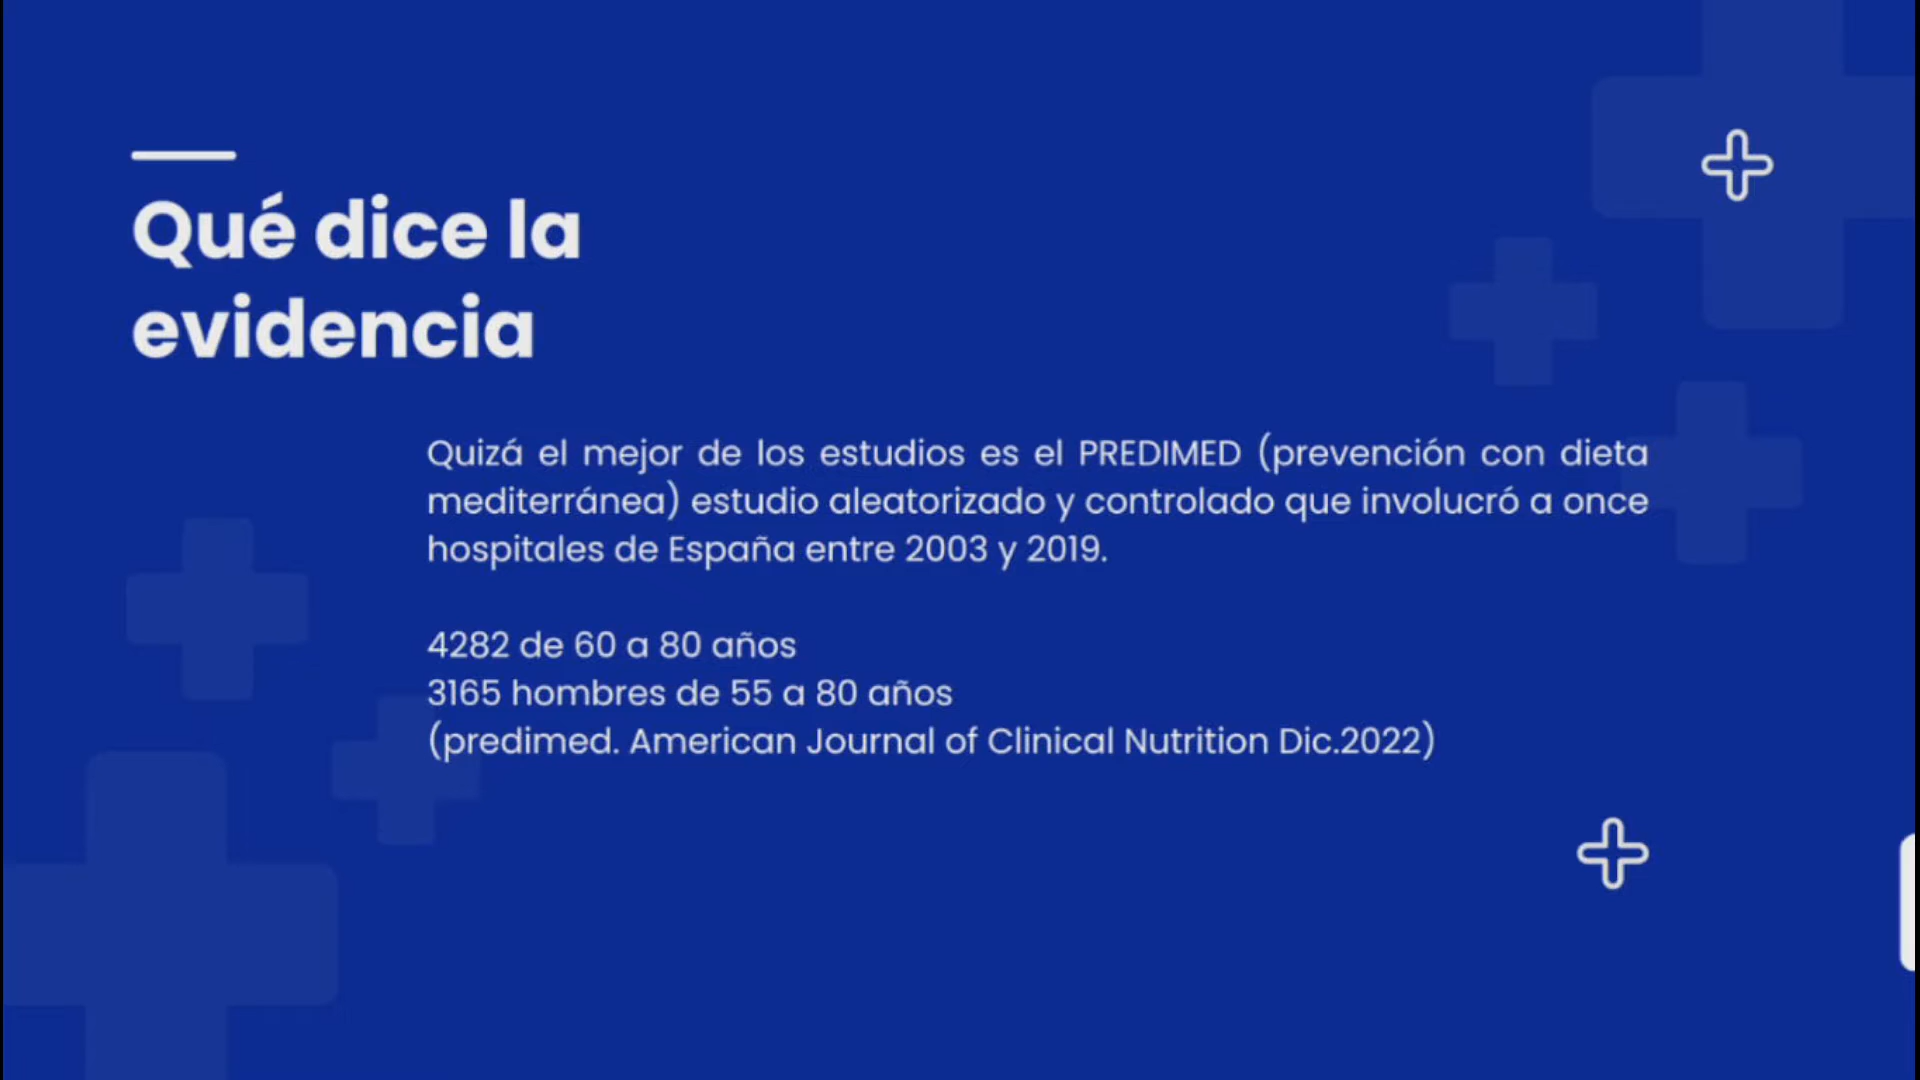 Qué dice la
evidencia
Quizá el mejor de los estudios es el PREDIMED (prevención con dieta
mediterránea) estudio aleatorizado y controlado que involucró a once
hospitales de España entre 2003 y 2019.
4282 de 60 a 80 años
3165 hombres de 55 a 80 años
(predimed. American Journal of Clinical Nutrition Dic.2022)